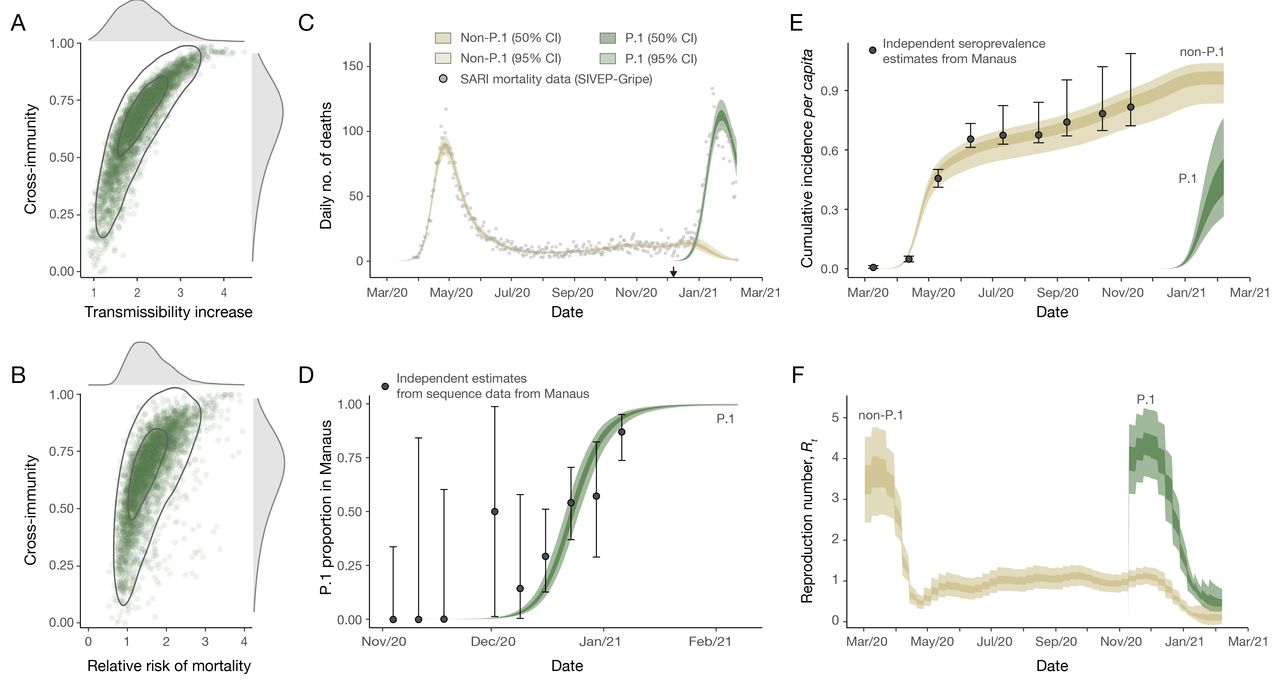 A
1.00
0.75
0.50
0.25
0.00
Cross-immunity
1 2 3 4
Transmissibility increase
B
1.00
0.75
0.50
0.25
0.00
Cross-immunity
0 1 2 3 4
Relative risk of mortality
C
Non-P.1 (50% CI)
P.1 (50% CI)
Non-P.1 (95% CI)
P.1 (95% CI)
SARI mortality data (SIVEP-Gripe)
150
100
50
0
Daily no. of deaths
Mar/20 May/20 Jul/20 Sep/20 Nov/20 Jan/21 Mar/21
Date
D
Independent estimates
from sequence data from Manaus
1.00
0.75
0.50
0.25
0.00
P.1 proportion in Manaus
P.1
Nov/20 Dec/20 Jan/21 Feb/21
Date
E
Independent seroprevalence
estimates from Manaus
non-P.1
P.1
0.9
0.6
0.3
0.0
Cumulative incidence per capita
Mar/20 May/20 Jul/20 Sep/20 Nov/20 Jan/21 Mar/21
Date
F
non-P.1
P.1
5
4
3
2
1
0
Reproduction number, Rt
Mar/20 May/20 Jul/20 Sep/20 Nov/20 Jan/21 Mar/21
Date